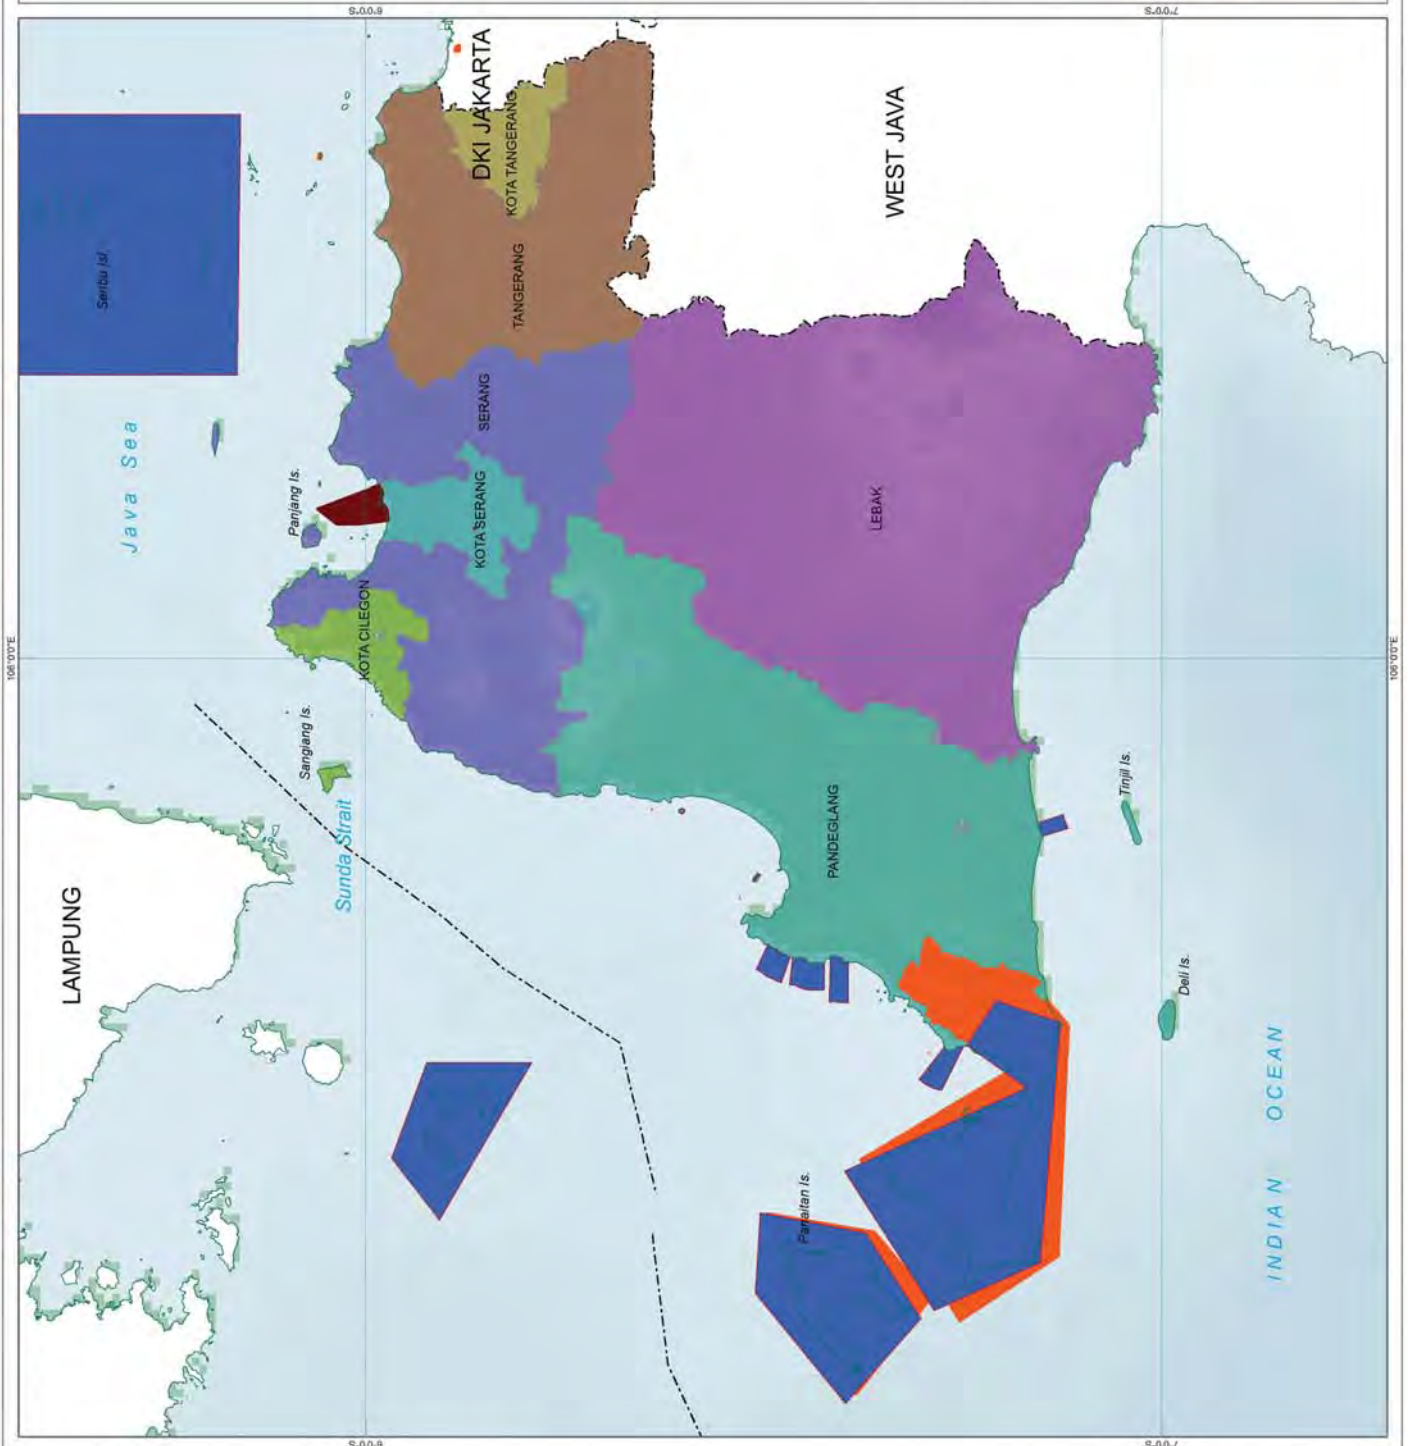 6°0'0"S
7°0'0"S
DKI JAKARTA
KOTA TANGERANG
WEST JAVA
Seribu Isl.
TANGERANG
Java Sea
SERANG
Panjang Is.
KOTA SERANG
LEBAK
KOTA CILEGON
106°0'0"E
106°0'0"E
Sangiang Is.
Sunda Strait
Tinjil Is.
PANDEGLANG
LAMPUNG
Deli Is.
Panaitan Is.
INDIAN OCEAN
6°0'0"S
7°0'0"S